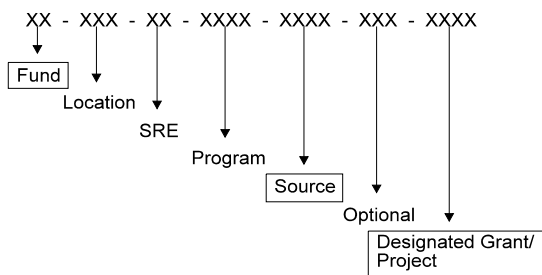 XX - XXX - XX - XXXX - XXXX - XXX - XXXX
Fund
Location
SRE
Program
Source
Optional
Designated Grant/
Project